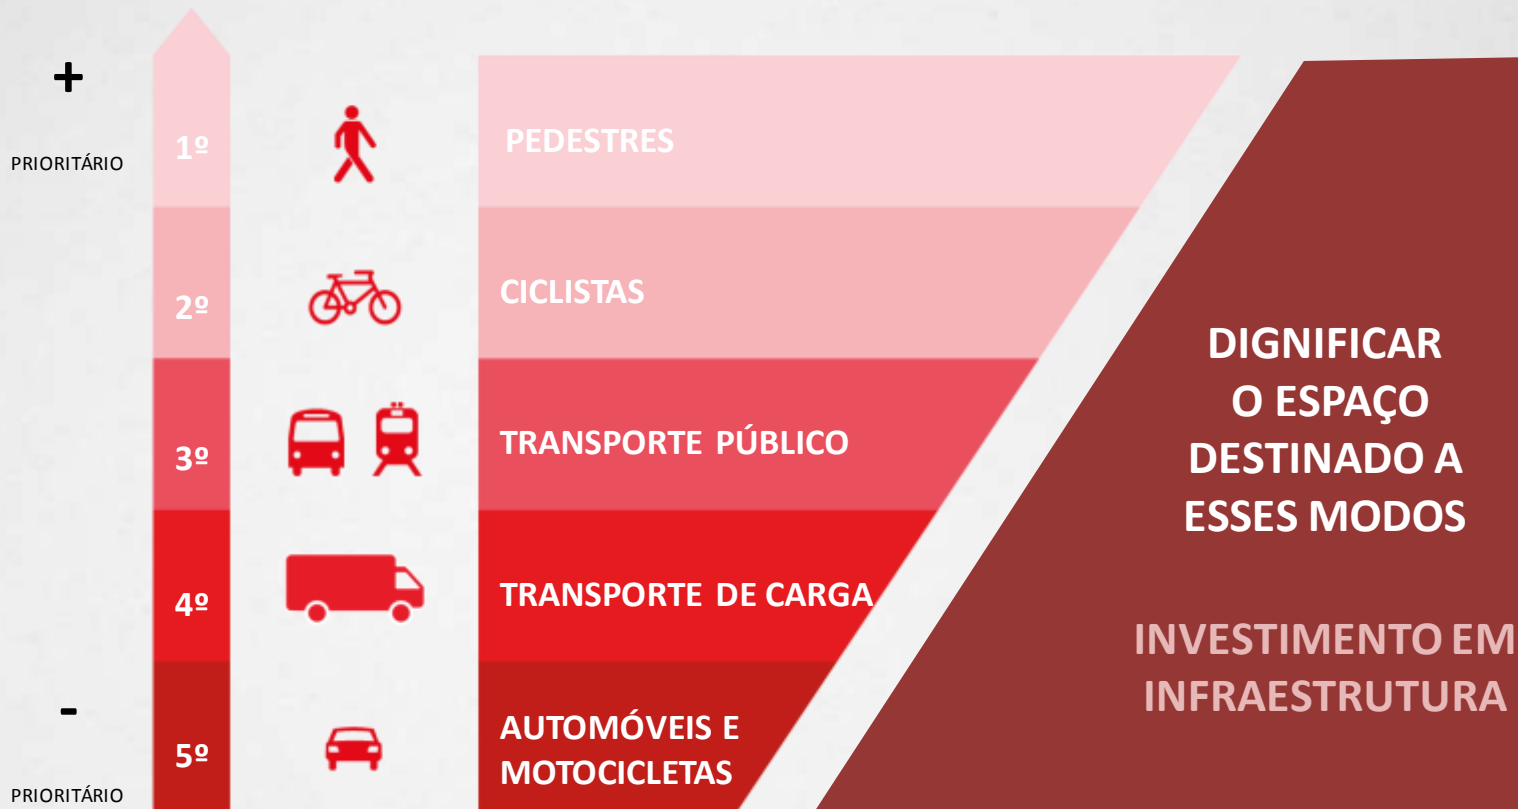 +
PRIORITÁRIO
1º
PEDESTRES
2º
CICLISTAS
3º
TRANSPORTE PÚBLICO
4º
TRANSPORTE DE CARGA
-
PRIORITÁRIO
5º
AUTOMÓVEIS E
MOTOCICLETAS
DIGNIFICAR
O ESPAÇO
DESTINADO A
ESSES MODOS
INVESTIMENTO EM
INFRAESTRUTURA